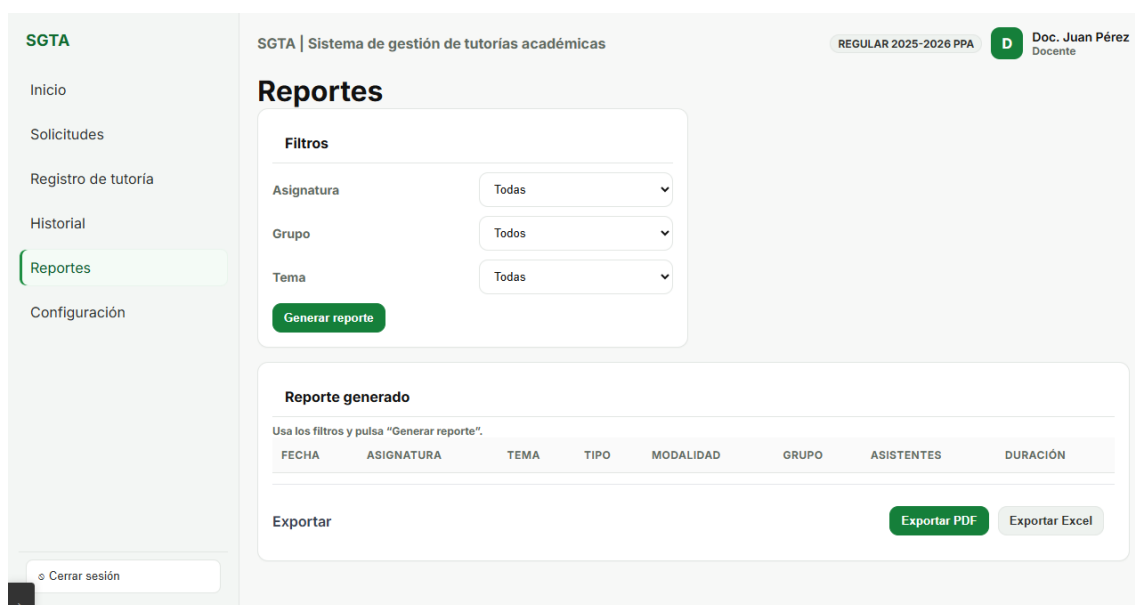 SGTA
Inicio
Solicitudes
Registro de tutoría
Historial
Reportes
Configuración
Cerrar sesión
SGTA | Sistema de gestión de tutorías académicas
REGULAR 2025-2026 PPA
D
Doc. Juan Pérez
Docente
Reportes
Filtros
Asignatura Todas
Grupo Todos
Tema Todas
Generar reporte
Reporte generado
Usa los filtros y pulsa “Generar reporte”.
FECHA ASIGNATURA TEMA TIPO MODALIDAD GRUPO ASISTENTES DURACIÓN
Exportar Exportar PDF Exportar Excel